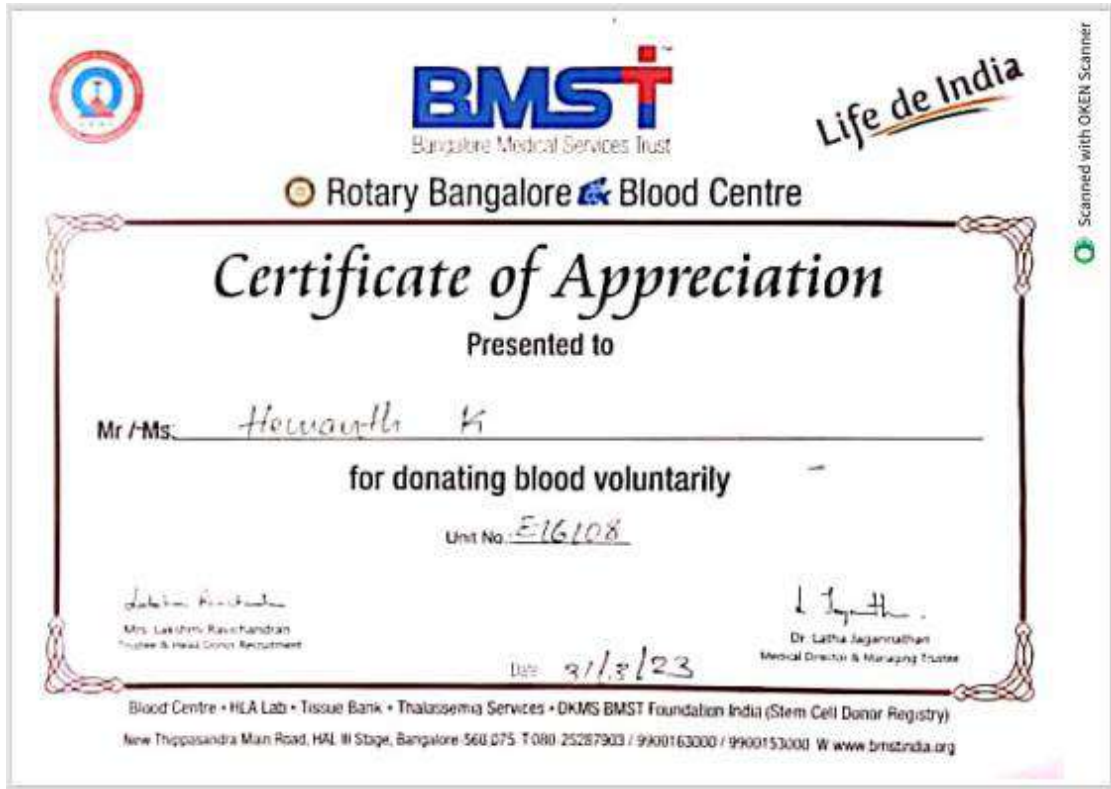 BMST
Bangalore Medical Services Trust
Life de India
Rotary Bangalore Blood Centre
Certificate of Appreciation
Presented to
Mr / Ms. Hemanth K
for donating blood voluntarily
Unit No. E16108
Mrs. Lakshmi Ravichandran
Trustee & Head Donor Recruitment
Dr. Latha Jagannathan
Medical Director & Managing Trustee
Date 31/3/23
Blood Centre • HLA Lab • Tissue Bank • Thalassemia Services • DKMS BMST Foundation India (Stem Cell Donor Registry)
New Thippasandra Main Road, HAL III Stage, Bangalore-560 075. T 080-25287903 / 9900163000 / 9900153000 W www.bmstindia.org
Scanned with OKEN Scanner